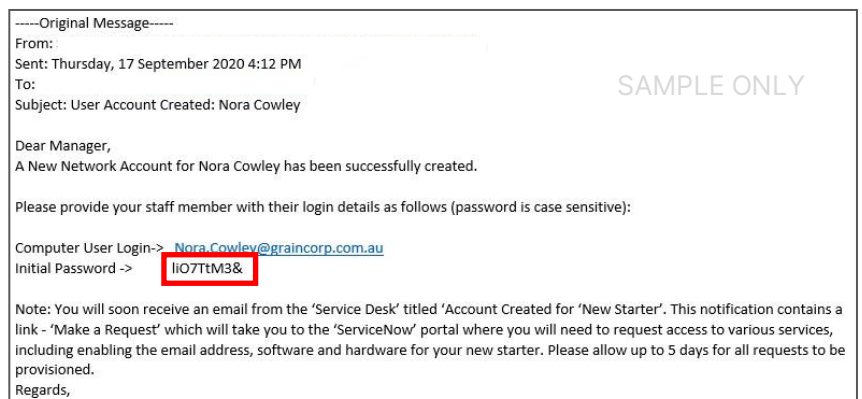 -----Original Message-----
From:
Sent: Thursday, 17 September 2020 4:12 PM
To:
SAMPLE ONLY
Subject: User Account Created: Nora Cowley
Dear Manager,
A New Network Account for Nora Cowley has been successfully created.
Please provide your staff member with their login details as follows (password is case sensitive):
Computer User Login-> Nora.Cowley@graincorp.com.au
Initial Password -> liO7TtM3&
Note: You will soon receive an email from the ‘Service Desk’ titled ‘Account Created for ‘New Starter’. This notification contains a
link - ‘Make a Request’ which will take you to the ‘ServiceNow’ portal where you will need to request access to various services,
including enabling the email address, software and hardware for your new starter. Please allow up to 5 days for all requests to be
provisioned.
Regards,